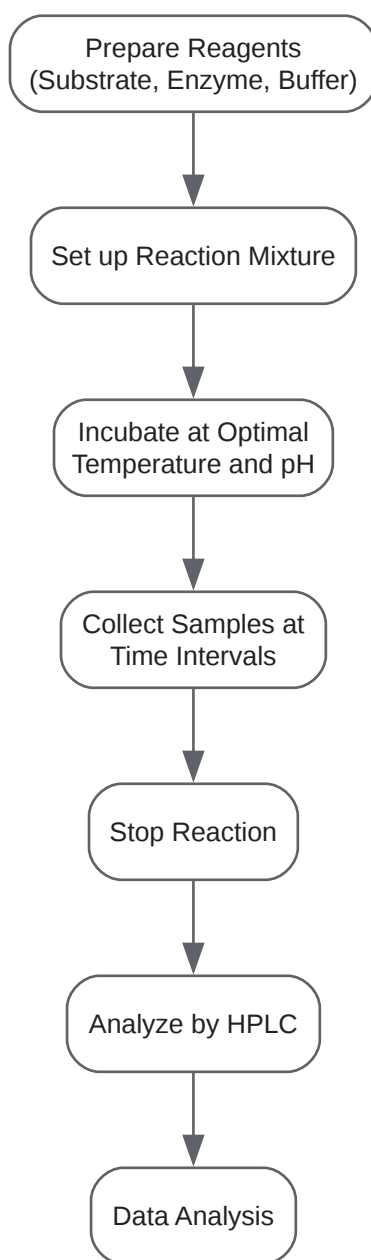 Prepare Reagents
(Substrate, Enzyme, Buffer)
Set up Reaction Mixture
Incubate at Optimal
Temperature and pH
Collect Samples at
Time Intervals
Stop Reaction
Analyze by HPLC
Data Analysis